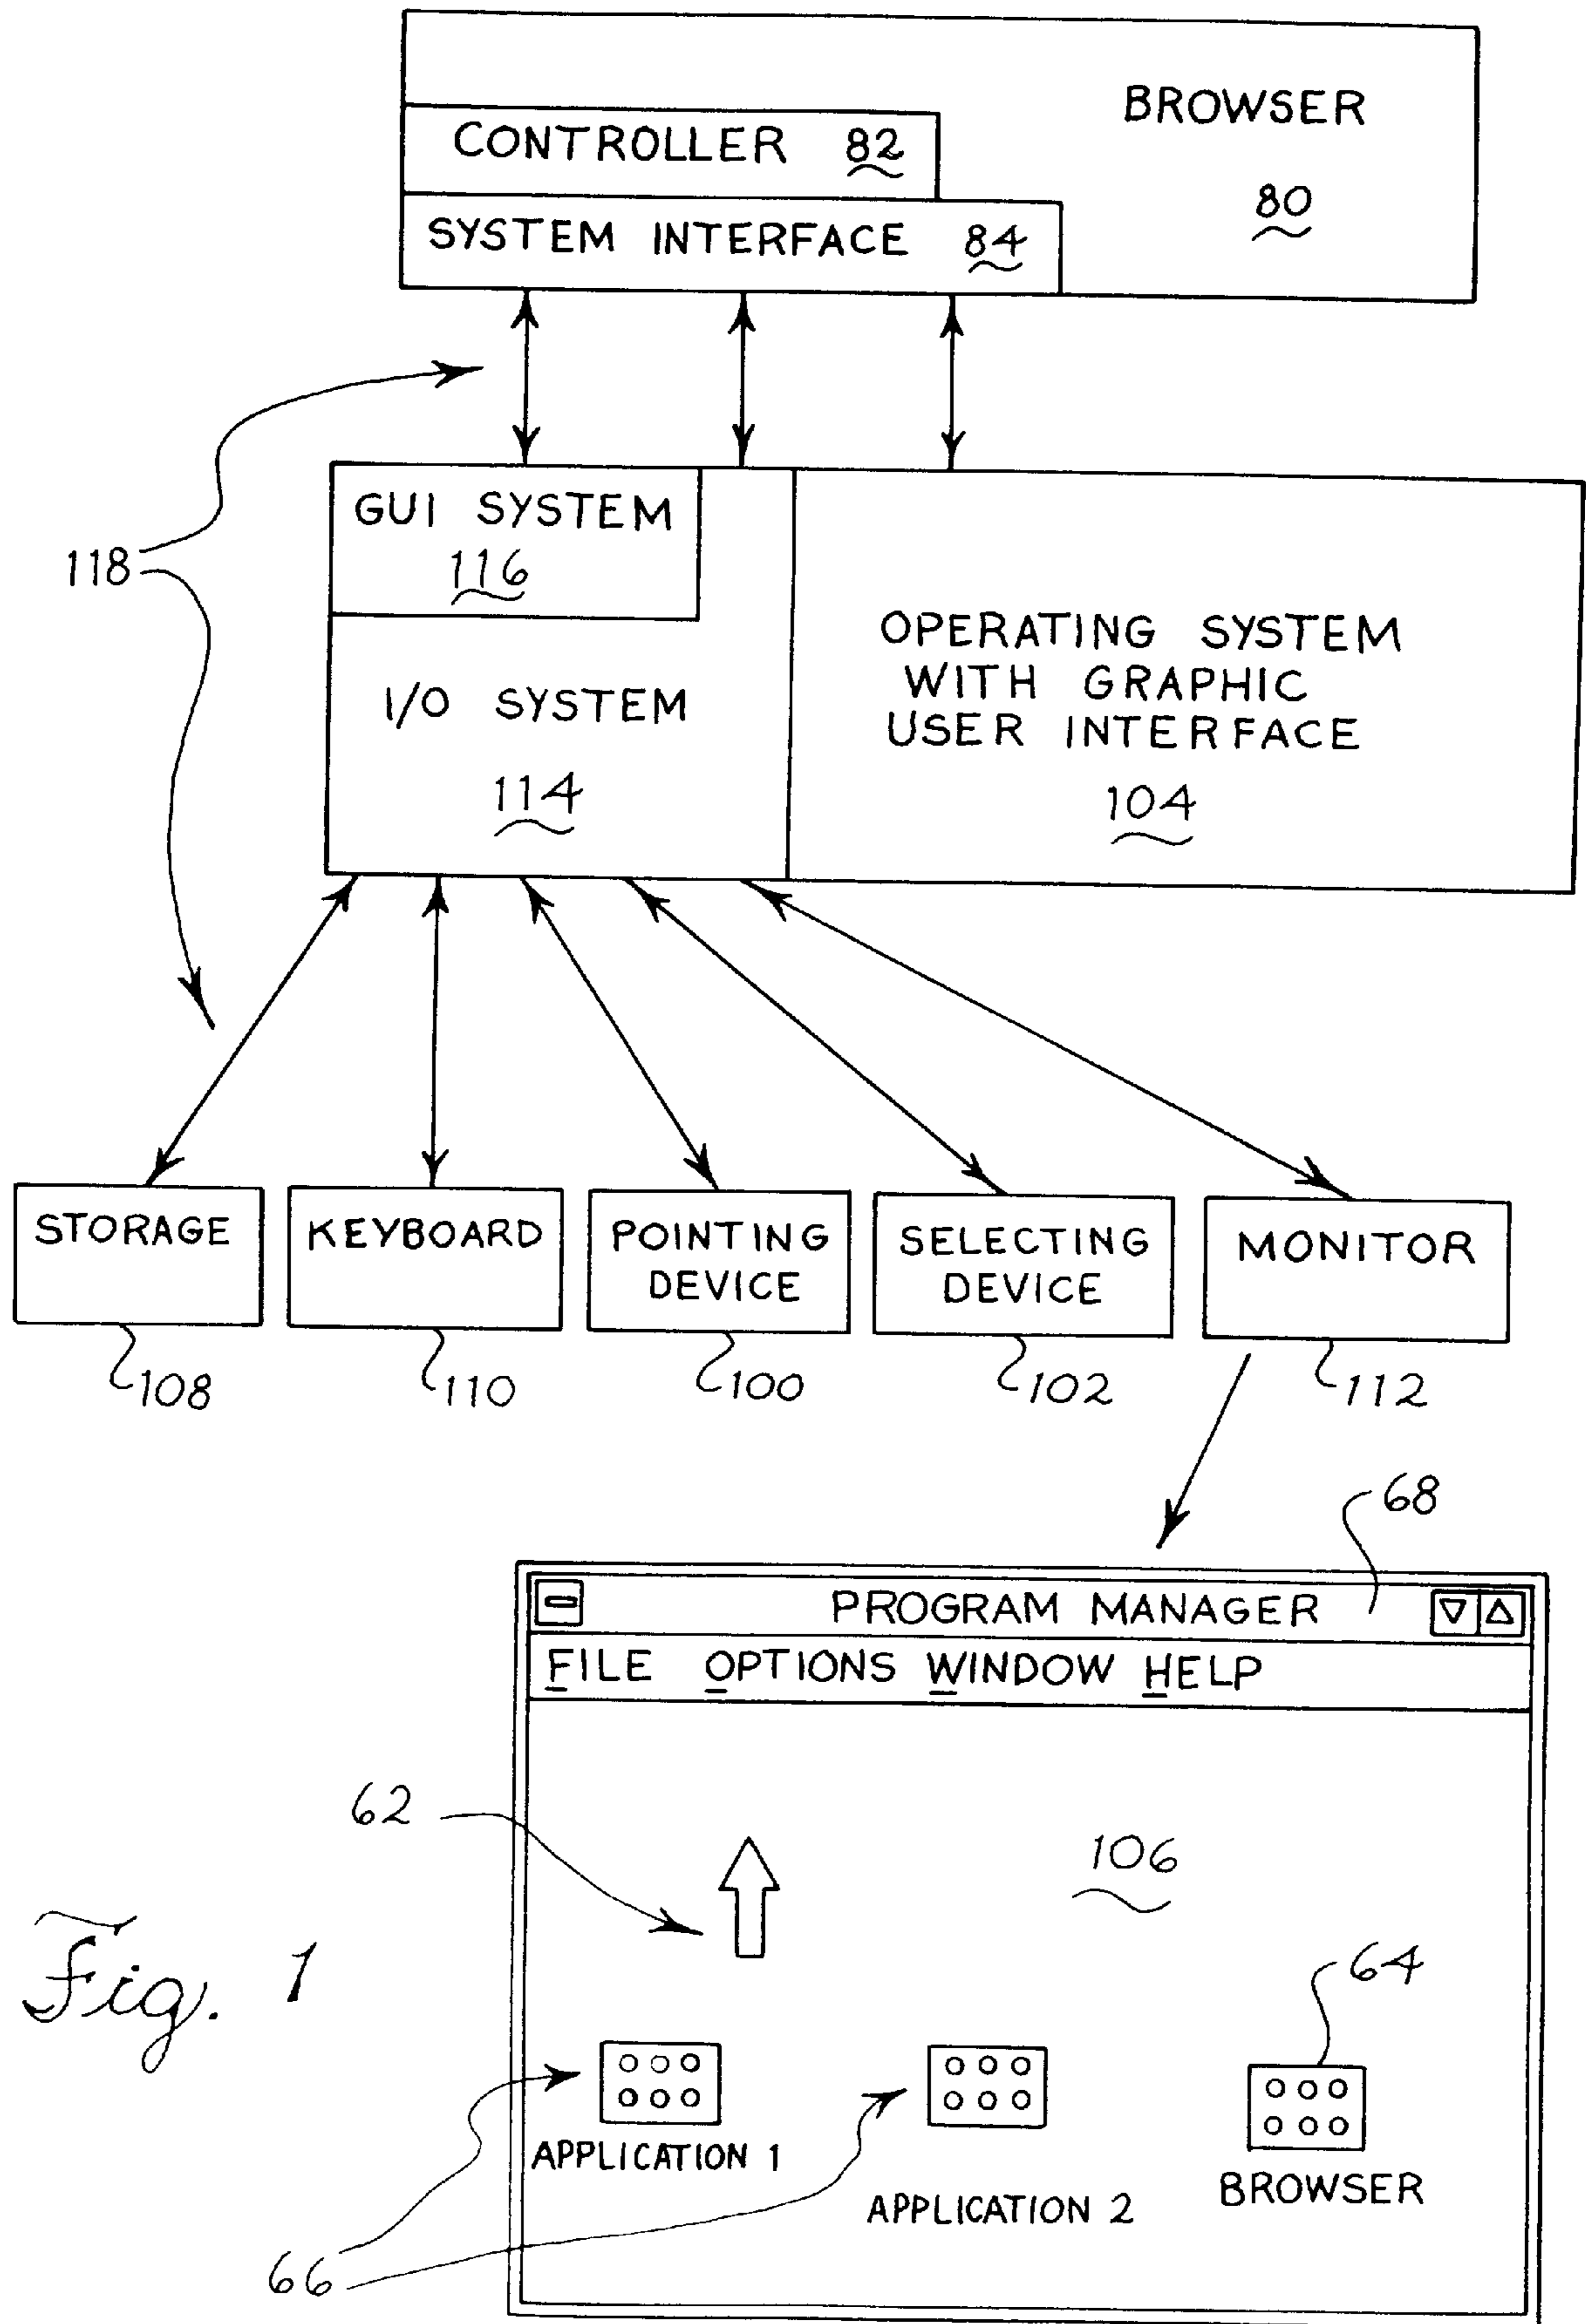 BROWSER
CONTROLLER 82
80
SYSTEM INTERFACE 84
GUI SYSTEM
116
118
I/O SYSTEM
114
OPERATING SYSTEM
WITH GRAPHIC
USER INTERFACE
104
STORAGE
KEYBOARD
POINTING
DEVICE
SELECTING
DEVICE
MONITOR
108
110
100
102
112
68
PROGRAM MANAGER
FILE OPTIONS WINDOW HELP
62
106
64
Fig. 1
APPLICATION 1
APPLICATION 2
BROWSER
66